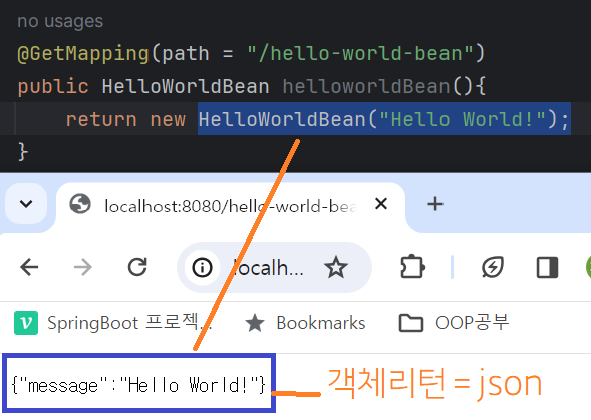 no usages
@GetMapping(path = "/hello-world-bean")
public HelloWorldBean helloworldBean(){
return new HelloWorldBean("Hello World!");
}
localhost:8080/hello-world-bea
localh...
SpringBoot 프로젝... Bookmarks OOP공부
{"message":"Hello World!"} 객체리턴 = json